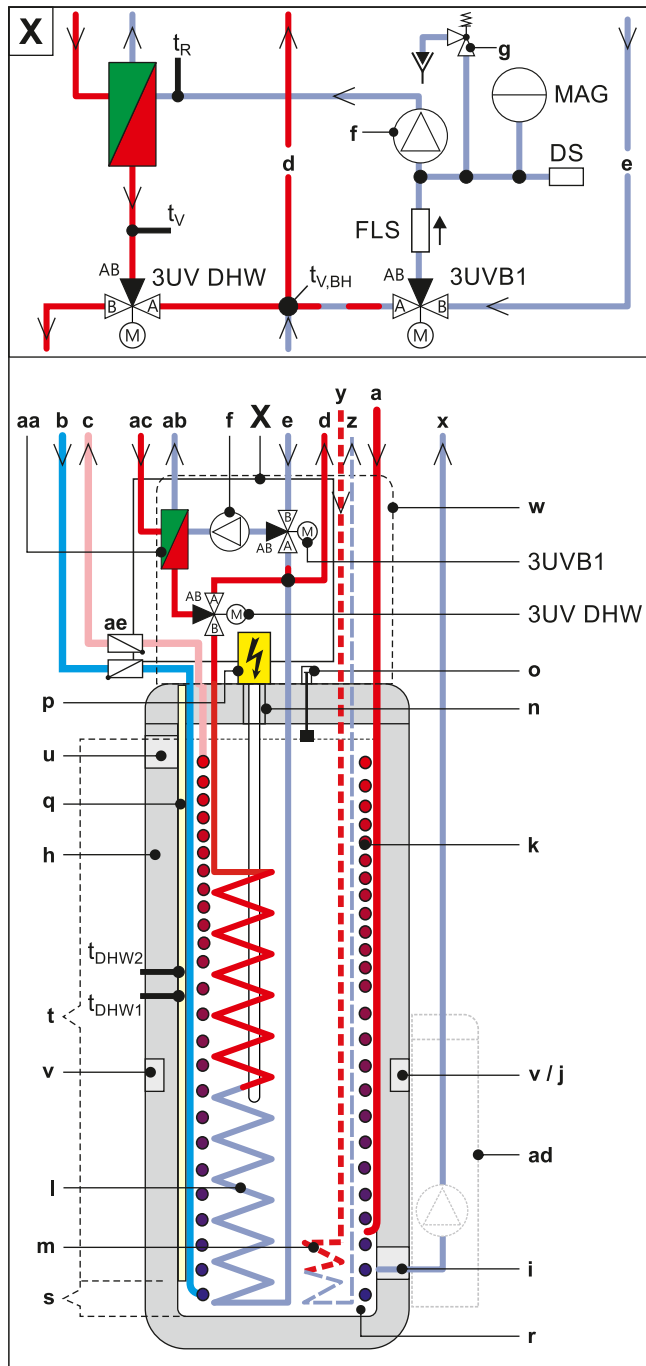 X
tR
g
MAG
f
d
DS
e
FLS
tV
AB
3UV DHW
tV,BH
AB
3UVB1
B
A
A
B
M
M
y
a
aa
b
c
ac
ab
f
X
e
d
z
x
w
B
M
AB
A
3UVB1
AB
A
M
3UV DHW
B
ae
o
p
n
u
q
h
k
tDHW2
tDHW1
t
v
v / j
ad
l
m
i
s
r